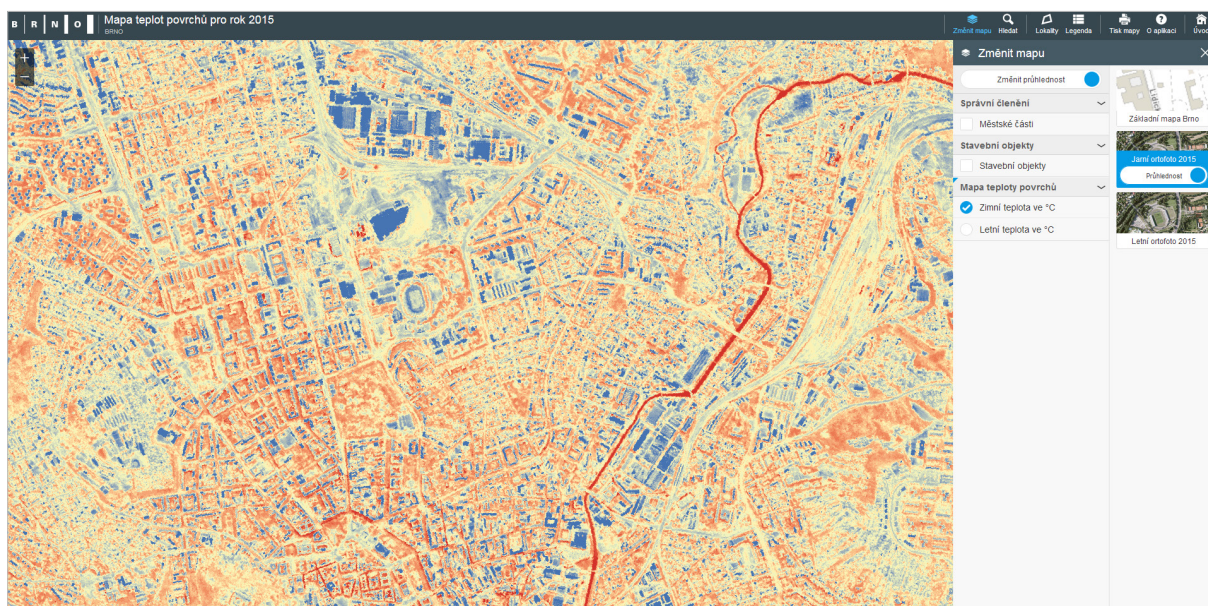 B R N O
Mapa teplot povrchů pro rok 2015
BRNO
Změnit mapu
Hledat
Lokality
Legenda
Tisk mapy
O aplikaci
Úvod
+
−
Změnit mapu
Změnit průhlednost
Správní členění
Městské části
Stavební objekty
Stavební objekty
Mapa teploty povrchů
Zimní teplota ve °C
Letní teplota ve °C
Lidic
Základní mapa Brno
Jarní ortofoto 2015
Průhlednost
Letní ortofoto 2015